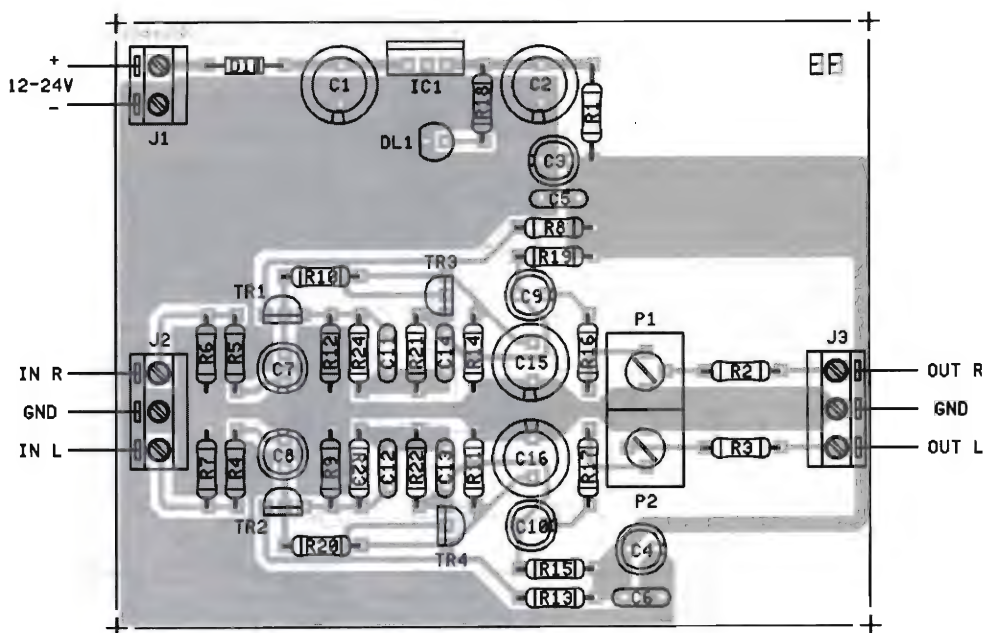 EE
+
12-24V
-
J1
D1
C1
IC1
R18
C2
R1
DL1
C3
C5
R8
R19
R10
TR3
TR1
C9
P1
J2
R6
R5
C7
R12
R24
C11
R21
C14
R14
C15
R16
R2
J3
IN R
GND
IN L
OUT R
GND
OUT L
R7
R4
C8
R9
R23
C12
R22
C13
R11
C16
R17
R3
P2
TR2
C10
R20
TR4
C4
R15
R13
C6